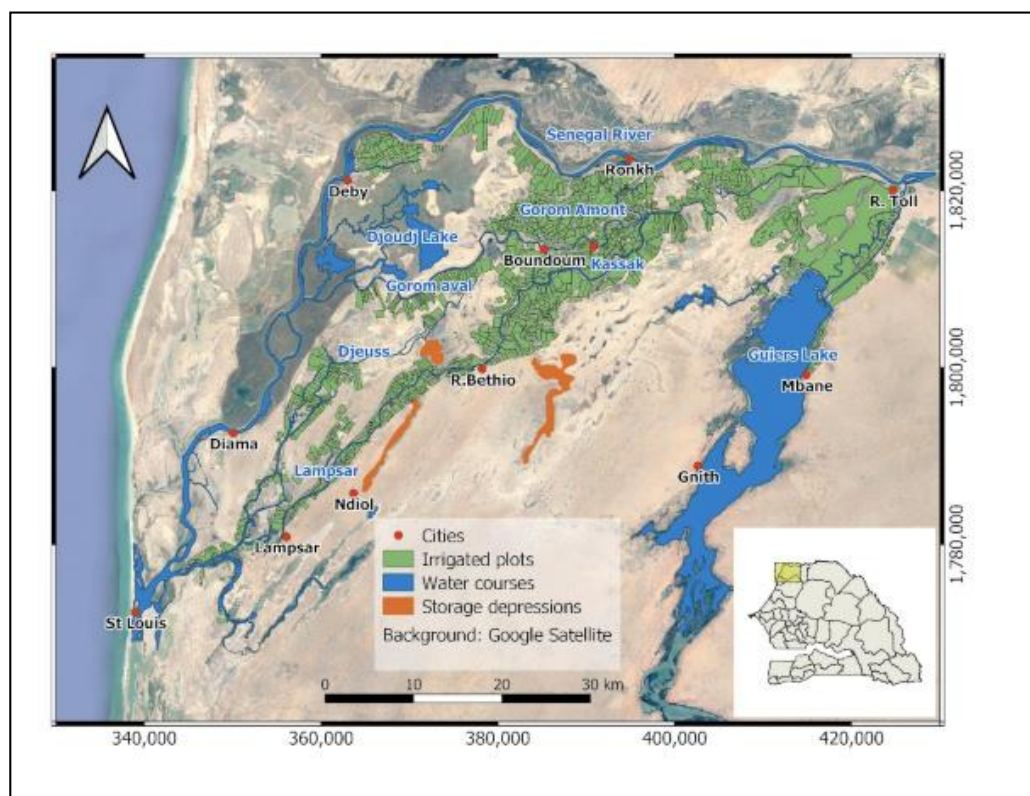 Senegal River
Ronkh
Deby
R. Toll
1,820,000
Gorom Amont
Djoudj Lake
Boundoum
Kassak
Gorom aval
Djeuss
Guiers Lake
R.Bethio
Mbane
1,800,000
Diama
Lampsar
Gnith
Ndiol
Lampsar
1,780,000
Cities
Irrigated plots
Water courses
Storage depressions
Background: Google Satellite
St Louis
0 10 20 30 km
340,000 360,000 380,000 400,000 420,000